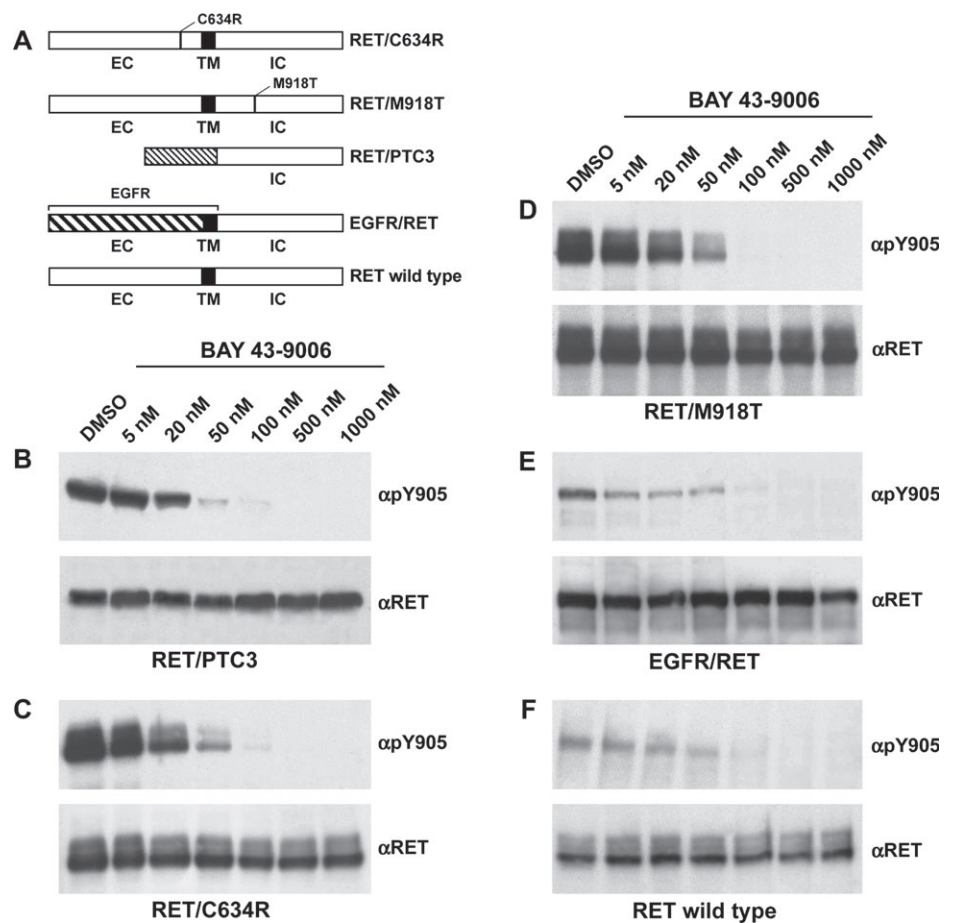 A
C634R
RET/C634R
EC TM IC
M918T
RET/M918T
EC TM IC
RET/PTC3
IC
EGFR
EGFR/RET
EC TM IC
RET wild type
EC TM IC
BAY 43-9006
DMSO 5 nM 20 nM 50 nM 100 nM 500 nM 1000 nM
B
αpY905
αRET
RET/PTC3
C
αpY905
αRET
RET/C634R
BAY 43-9006
DMSO 5 nM 20 nM 50 nM 100 nM 500 nM 1000 nM
D
αpY905
αRET
RET/M918T
E
αpY905
αRET
EGFR/RET
F
αpY905
αRET
RET wild type